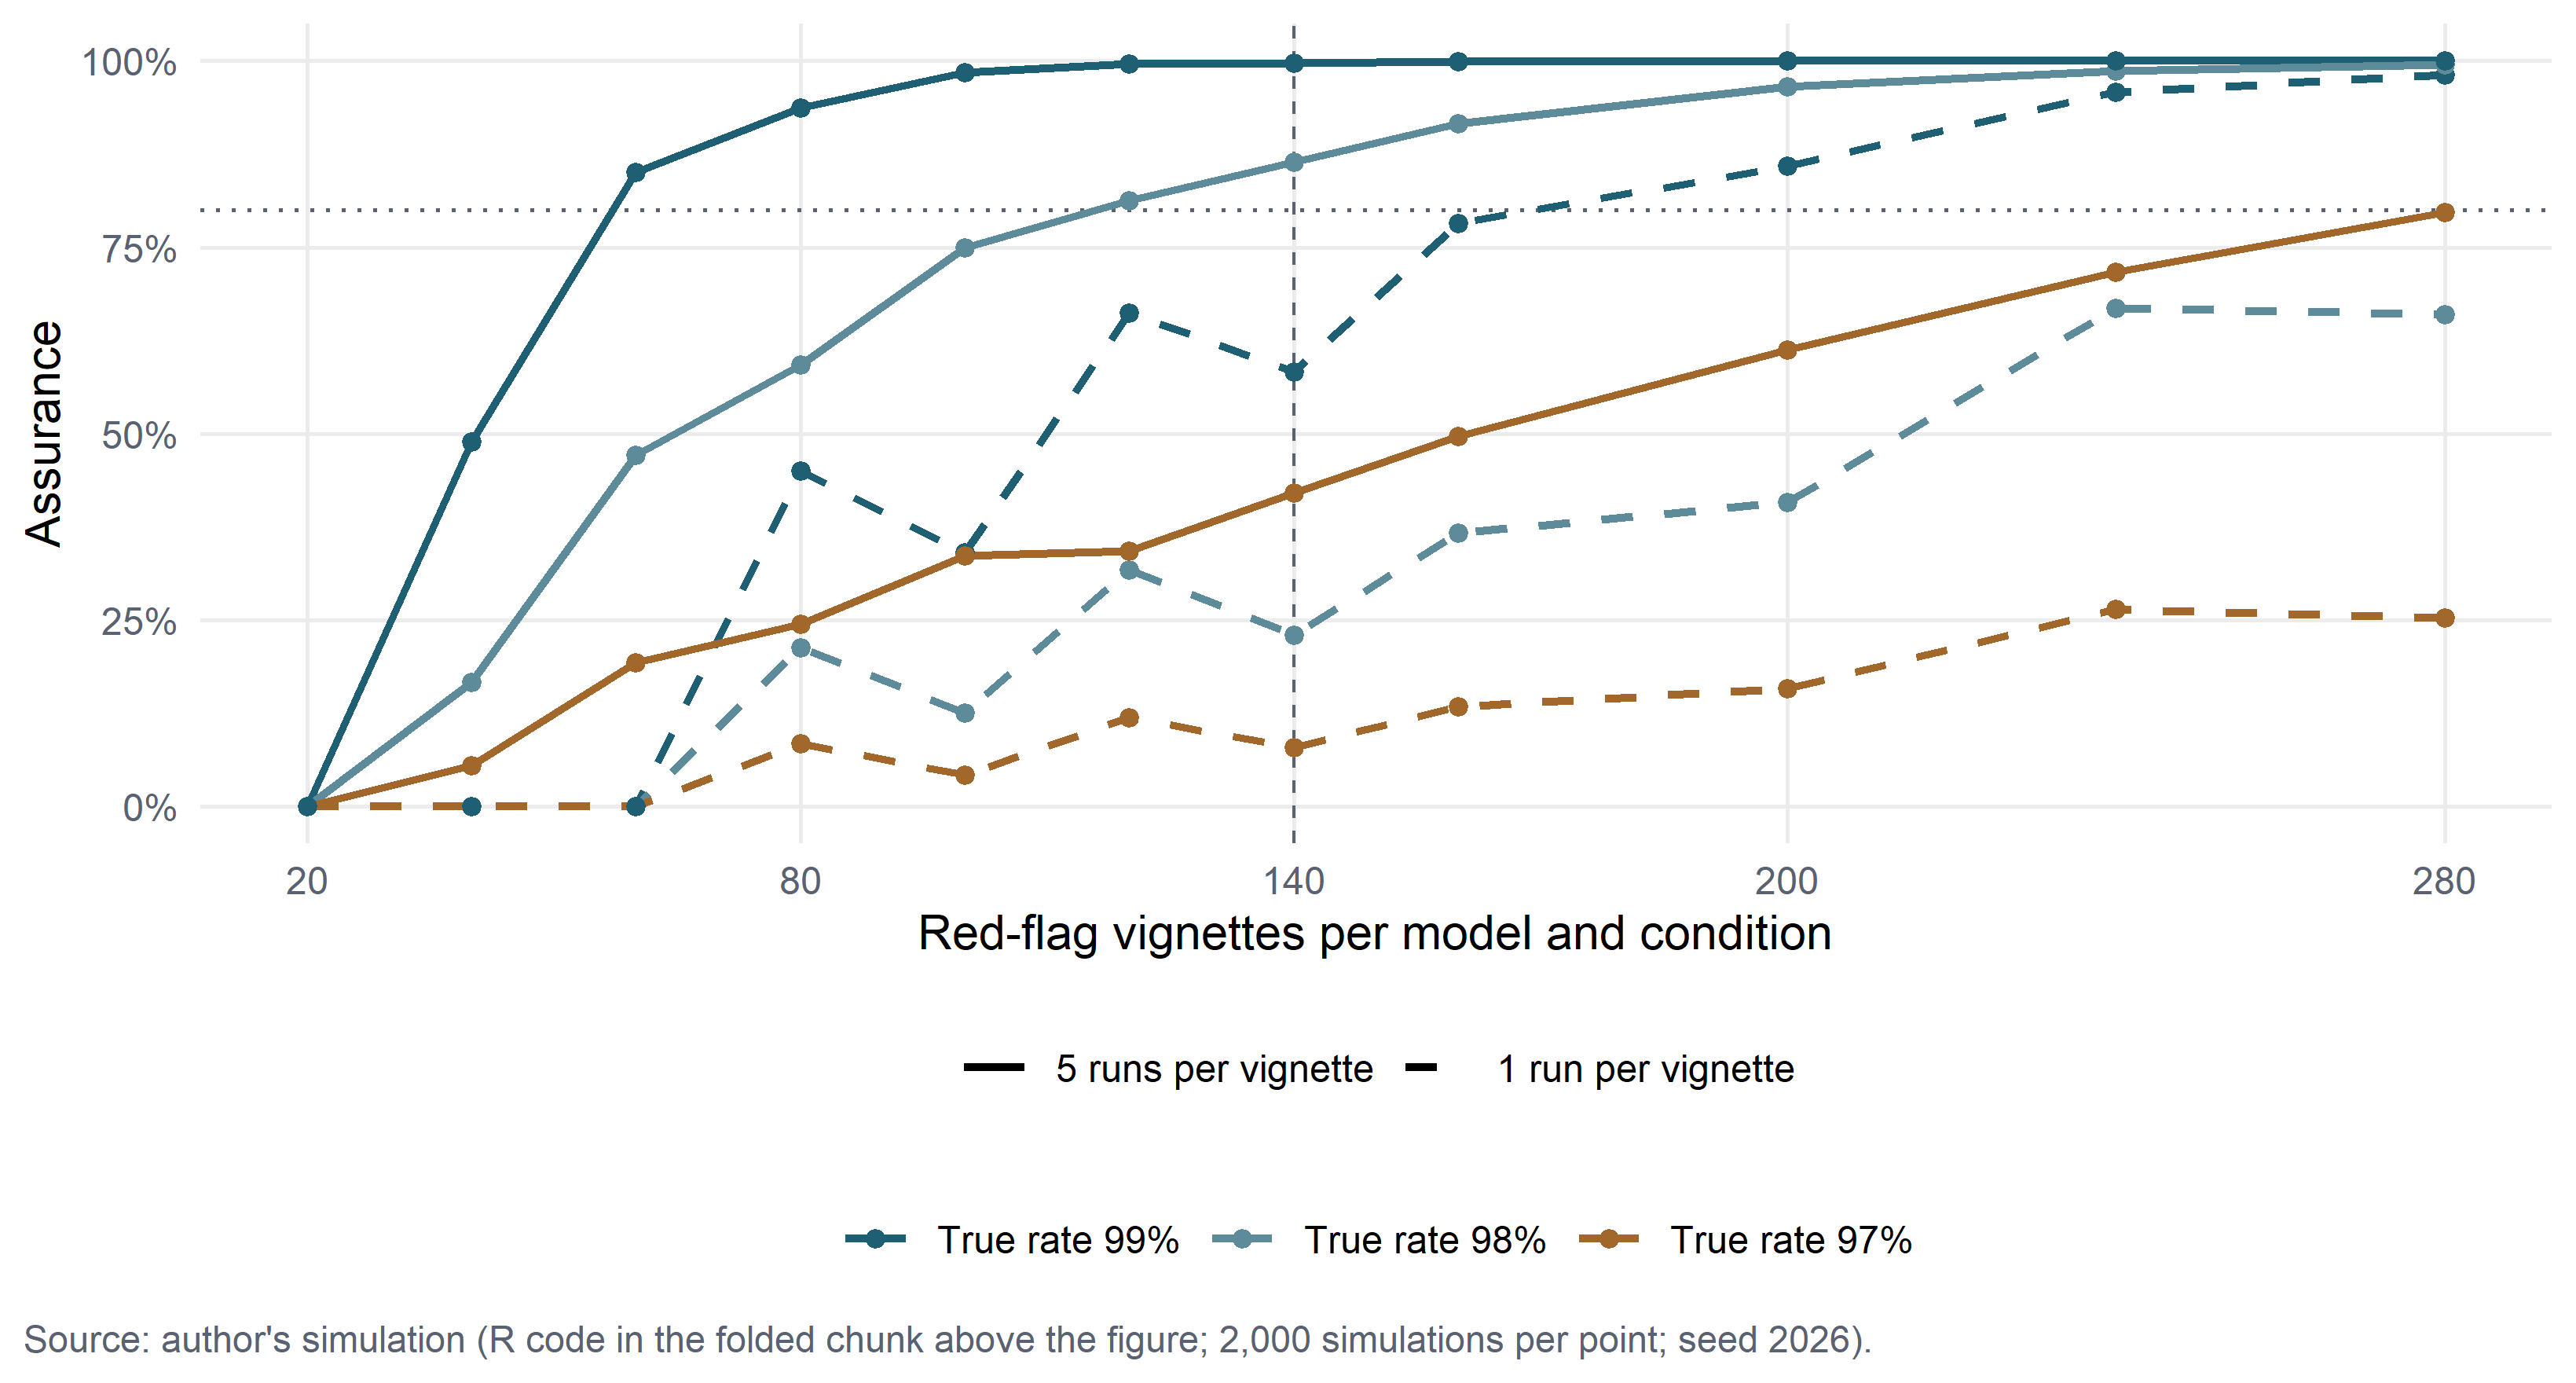 100%
75%
50%
25%
0%
Assurance
20 80 140 200 280
Red-flag vignettes per model and condition
5 runs per vignette 1 run per vignette
True rate 99% True rate 98% True rate 97%
Source: author's simulation (R code in the folded chunk above the figure; 2,000 simulations per point; seed 2026).